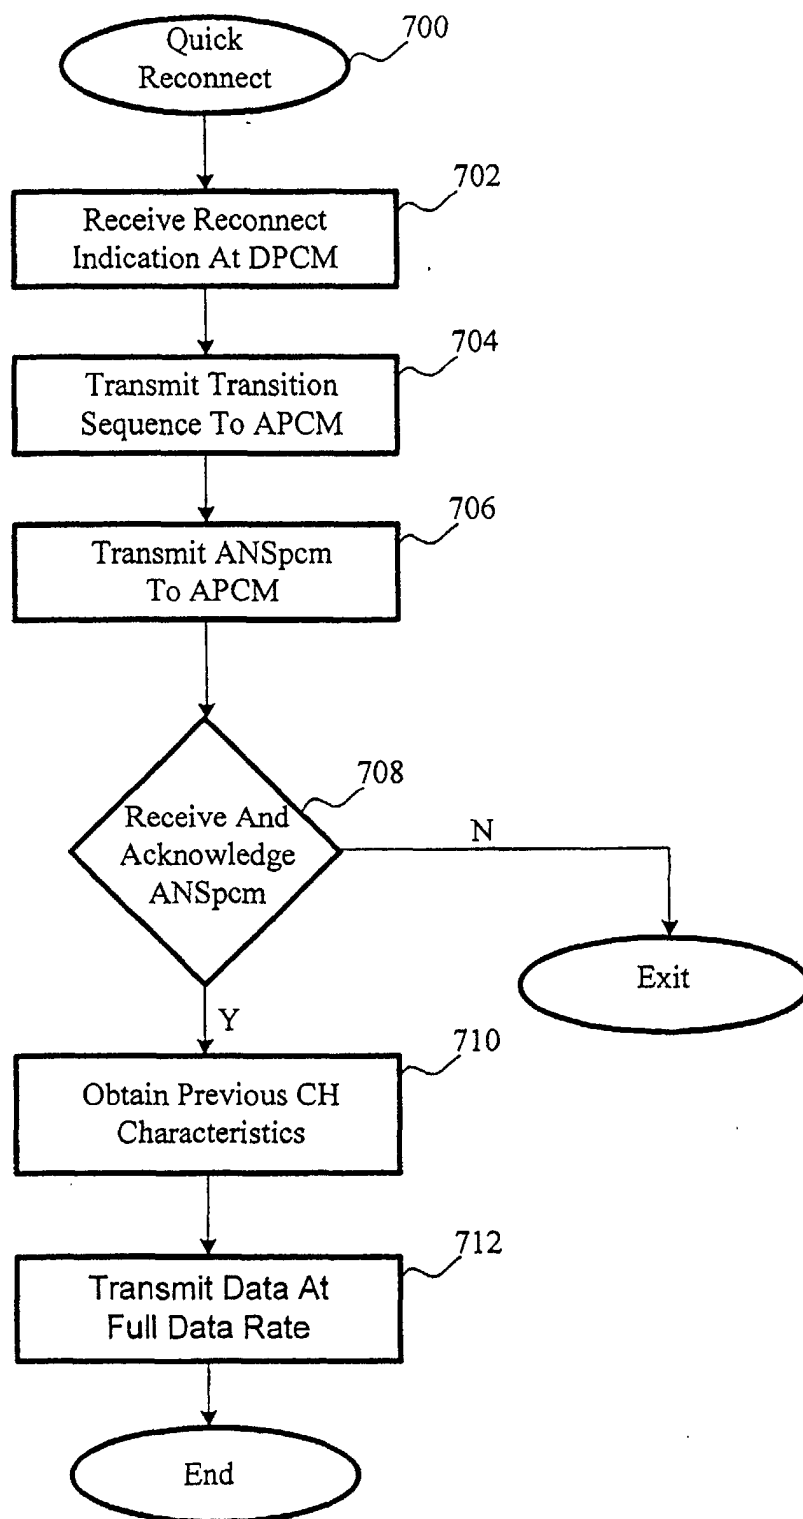 Quick
Reconnect
700
702
Receive Reconnect
Indication At DPCM
704
Transmit Transition
Sequence To APCM
706
Transmit ANSpcm
To APCM
708
Receive And
Acknowledge
ANSpcm
N
Exit
Y
710
Obtain Previous CH
Characteristics
712
Transmit Data At
Full Data Rate
End